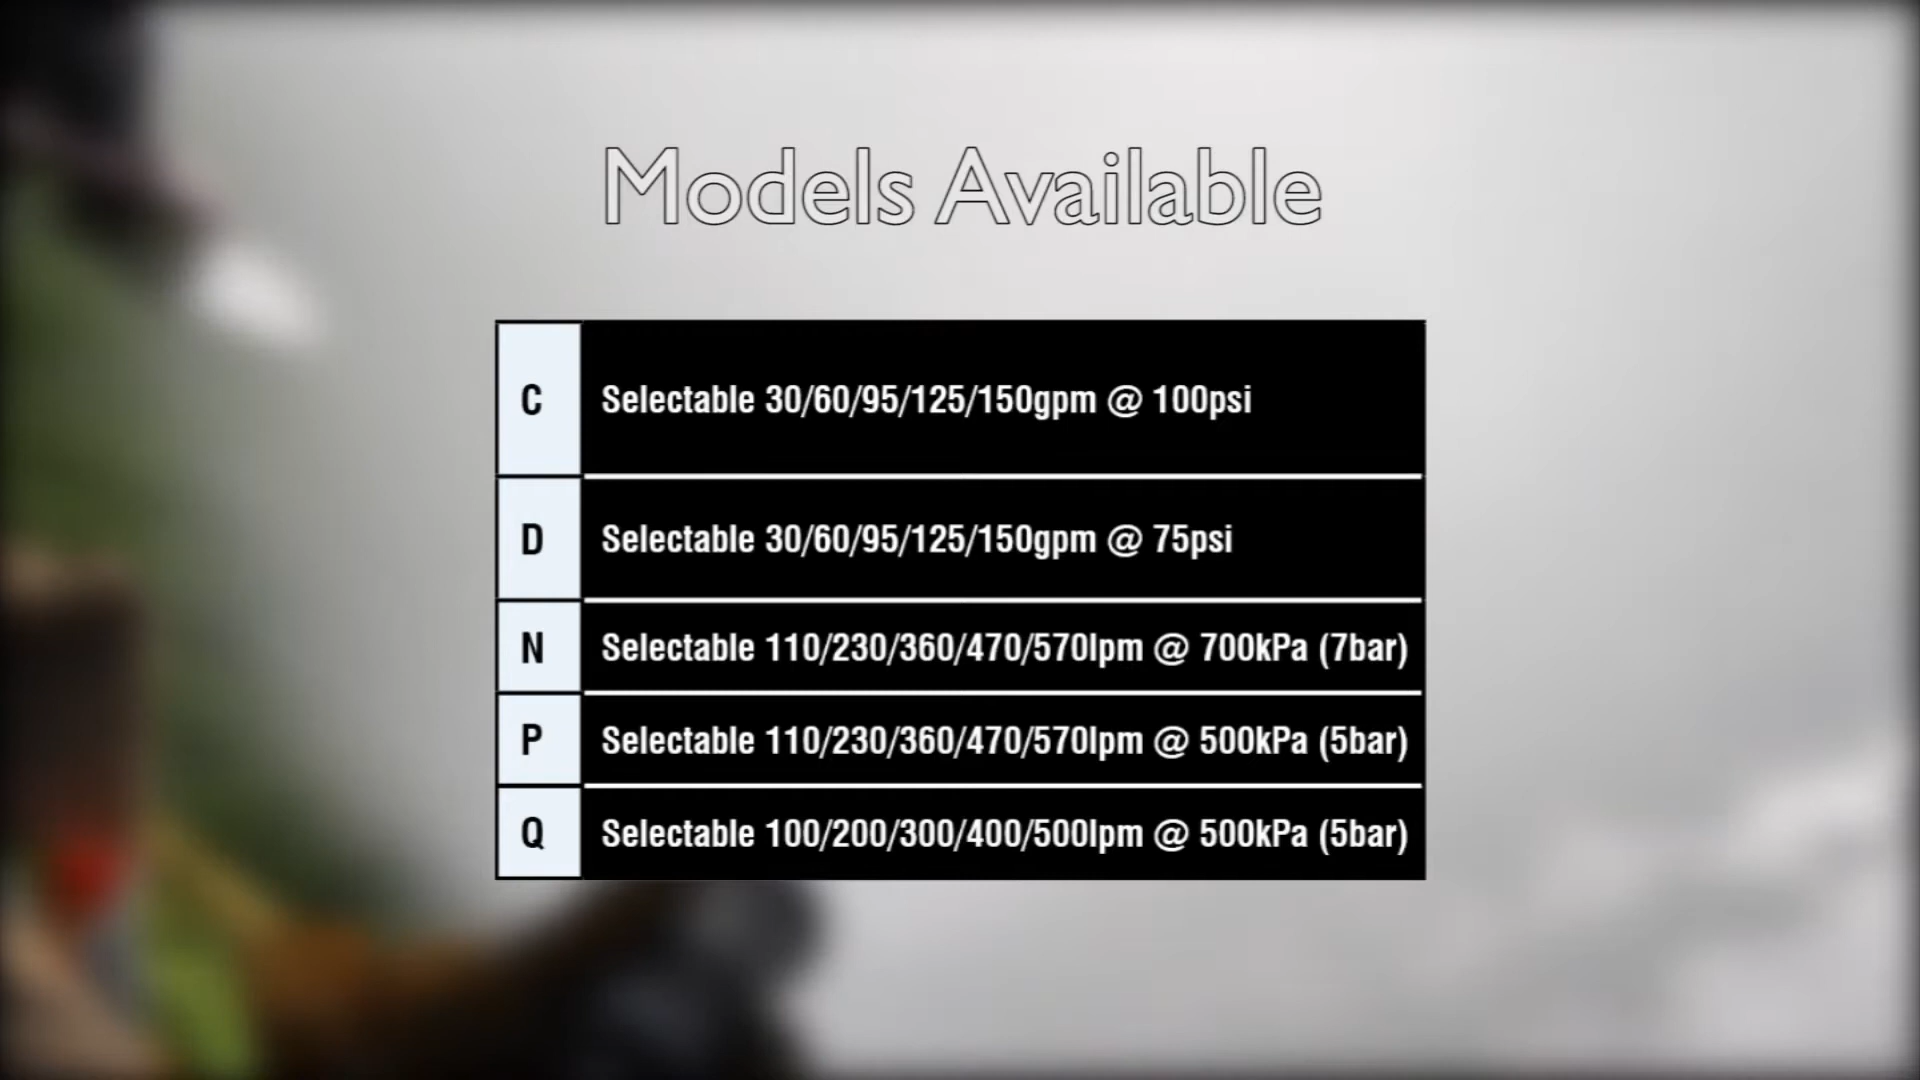 Models Available
C Selectable 30/60/95/125/150gpm @ 100psi
D Selectable 30/60/95/125/150gpm @ 75psi
N Selectable 110/230/360/470/570lpm @ 700kPa (7bar)
P Selectable 110/230/360/470/570lpm @ 500kPa (5bar)
Q Selectable 100/200/300/400/500lpm @ 500kPa (5bar)